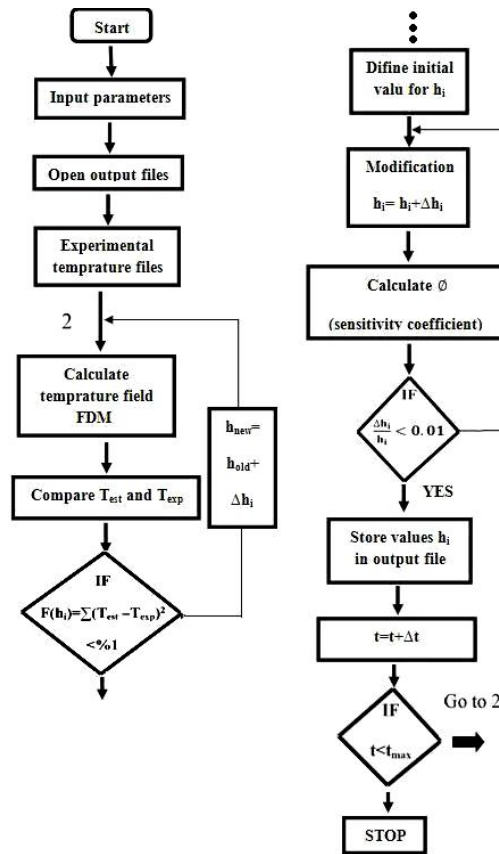 Start
Input parameters
Open output files
Experimental
temprature files
2
Calculate
temprature field
FDM
h_new=
h_old+
Δh_i
Compare T_est and T_exp
IF
F(h_i)=∑(T_est –T_exp)²
<%1
Difine initial
valu for h_i
Modification
h_i= h_i+Δh_i
Calculate Ø
(sensitivity coefficient)
IF
Δh_i/h_i < 0.01
YES
Store values h_i
in output file
t=t+Δt
IF
t<t_max
Go to 2
STOP